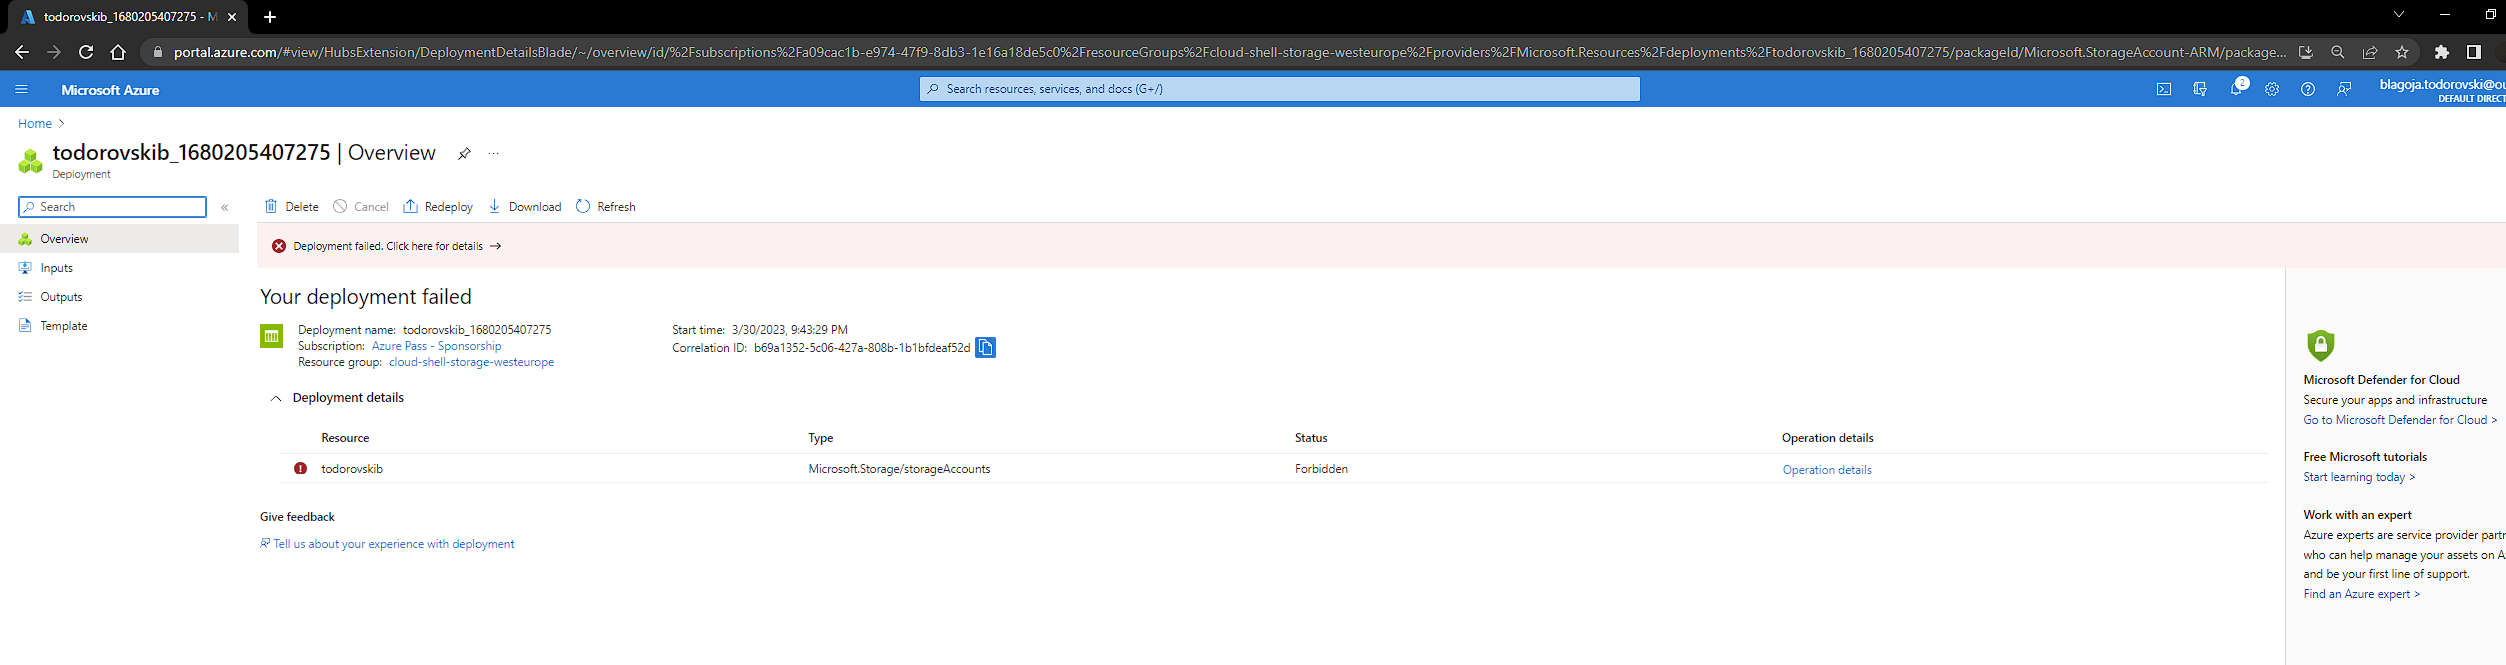 todorovskib_1680205407275 - M
portal.azure.com/#view/HubsExtension/DeploymentDetailsBlade/~/overview/id/%2Fsubscriptions%2Fa09cac1b-e974-47f9-8db3-1e16a18de5c0%2FresourceGroups%2Fcloud-shell-storage-westeurope%2Fproviders%2FMicrosoft.Resources%2Fdeployments%2Ftodorovskib_1680205407275/packageId/Microsoft.StorageAccount-ARM/package...
Microsoft Azure
Search resources, services, and docs (G+/)
2
blagoja.todorovski@ou
DEFAULT DIRECT
Home
todorovskib_1680205407275 | Overview
Deployment
Search
Delete
Cancel
Redeploy
Download
Refresh
Overview
Inputs
Outputs
Template
Deployment failed. Click here for details
Your deployment failed
Deployment name: todorovskib_1680205407275
Subscription: Azure Pass - Sponsorship
Resource group: cloud-shell-storage-westeurope
Start time: 3/30/2023, 9:43:29 PM
Correlation ID: b69a1352-5c06-427a-808b-1b1bfdeaf52d
Deployment details
Resource Type Status Operation details
todorovskib Microsoft.Storage/storageAccounts Forbidden Operation details
Give feedback
Tell us about your experience with deployment
Microsoft Defender for Cloud
Secure your apps and infrastructure
Go to Microsoft Defender for Cloud >
Free Microsoft tutorials
Start learning today >
Work with an expert
Azure experts are service provider partr
who can help manage your assets on A
and be your first line of support.
Find an Azure expert >